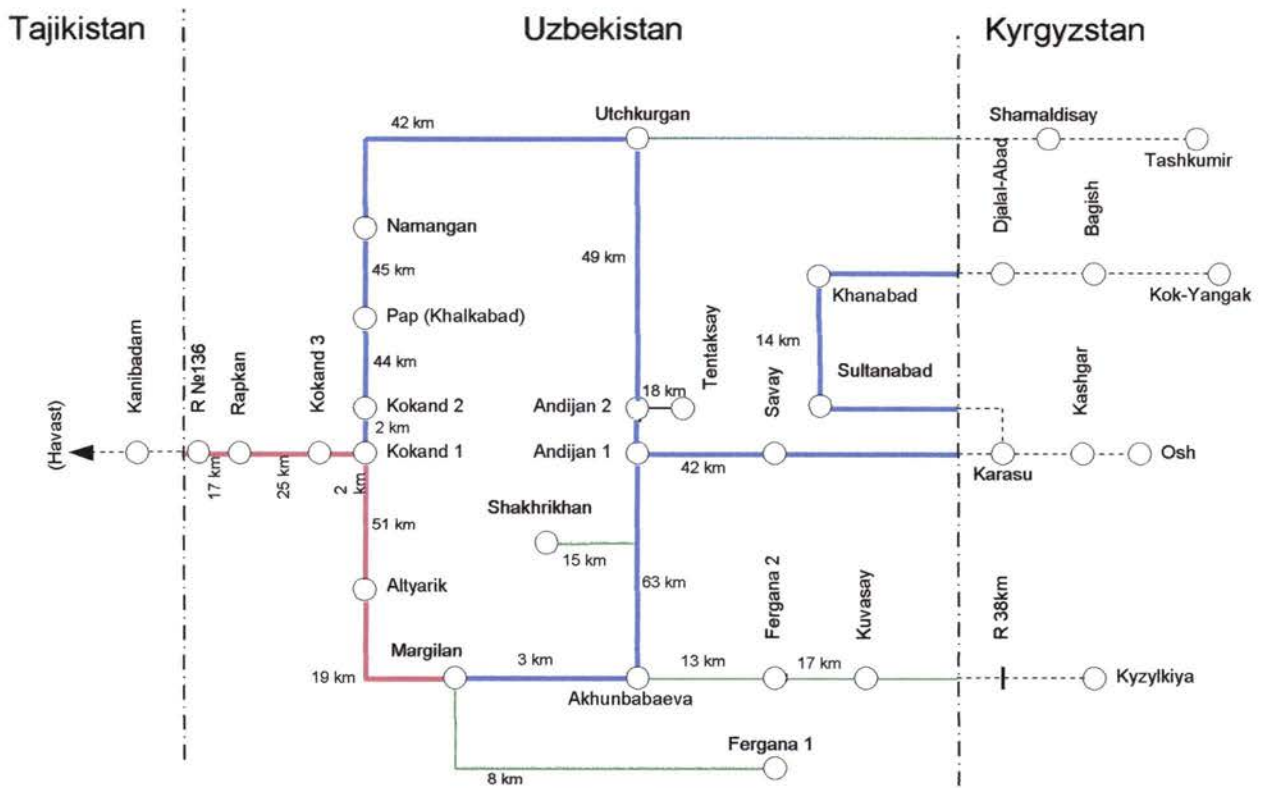 Tajikistan
Uzbekistan
Kyrgyzstan
42 km
Utchkurgan
Shamaldisay
Tashkumir
Djalal-Abad
Bagish
Namangan
45 km
49 km
Khanabad
Kok-Yangak
Pap (Khalkabad)
14 km
44 km
Kanibadam
R №136
Rapkan
Kokand 3
Kokand 2
Andijan 2
18 km
Tentaksay
Savay
Sultanabad
Kashgar
2 km
(Havast)
Kokand 1
Andijan 1
42 km
Karasu
Osh
17 km
25 km
2
km
51 km
Shakhrikhan
15 km
Altyarik
63 km
Fergana 2
Kuvasay
R 38km
Margilan
3 km
13 km
17 km
19 km
Akhunbabaeva
Kyzylkiya
Fergana 1
8 km